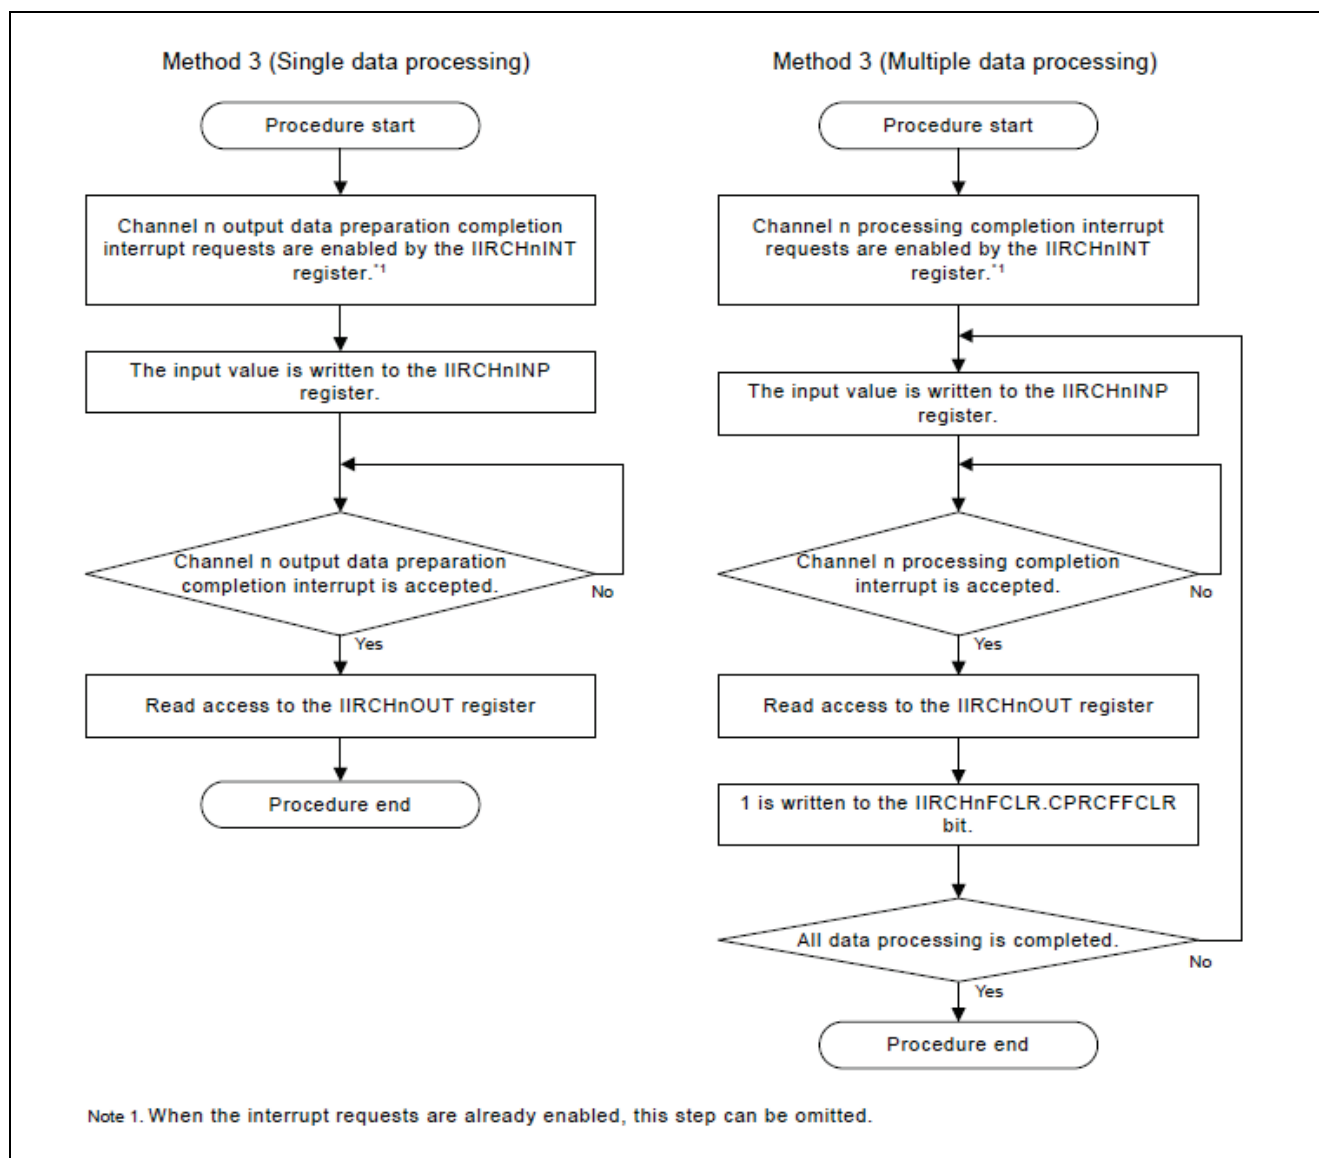 Method 3 (Single data processing)
Procedure start
Channel n output data preparation completion
interrupt requests are enabled by the IIRCHnINT
register.*1
The input value is written to the IIRCHnINP
register.
Channel n output data preparation
completion interrupt is accepted.
No
Yes
Read access to the IIRCHnOUT register
Procedure end
Method 3 (Multiple data processing)
Procedure start
Channel n processing completion interrupt
requests are enabled by the IIRCHnINT
register.*1
The input value is written to the IIRCHnINP
register.
Channel n processing completion
interrupt is accepted.
No
Yes
Read access to the IIRCHnOUT register
1 is written to the IIRCHnFCLR.CPRCFFCLR
bit.
All data processing is completed.
No
Yes
Procedure end
Note 1. When the interrupt requests are already enabled, this step can be omitted.